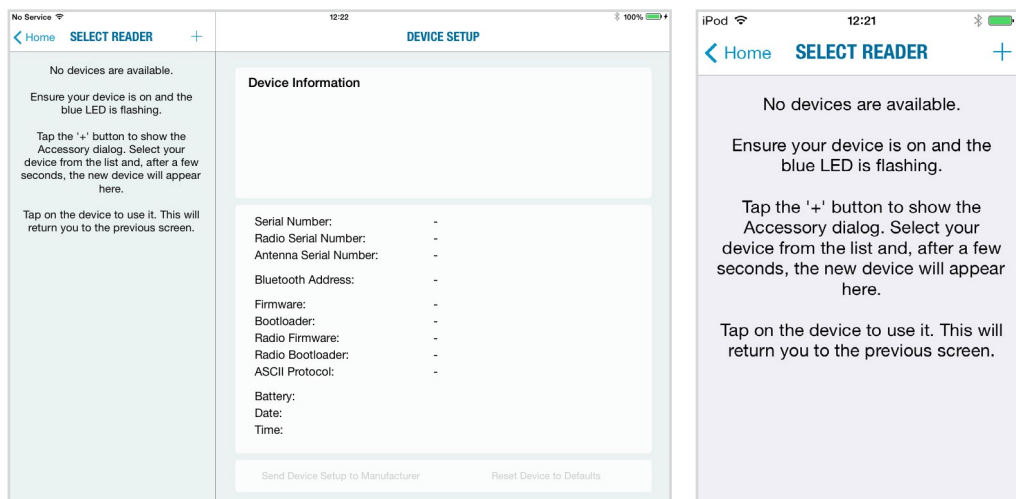 No Service 12:22 100%
Home SELECT READER + DEVICE SETUP
No devices are available.
Ensure your device is on and the
blue LED is flashing.
Tap the '+' button to show the
Accessory dialog. Select your
device from the list and, after a few
seconds, the new device will appear
here.
Tap on the device to use it. This will
return you to the previous screen.
Device Information
Serial Number: -
Radio Serial Number: -
Antenna Serial Number: -
Bluetooth Address: -
Firmware: -
Bootloader: -
Radio Firmware: -
Radio Bootloader: -
ASCII Protocol: -
Battery:
Date:
Time:
Send Device Setup to Manufacturer Reset Device to Defaults
iPod 12:21
Home SELECT READER +
No devices are available.
Ensure your device is on and the
blue LED is flashing.
Tap the '+' button to show the
Accessory dialog. Select your
device from the list and, after a few
seconds, the new device will appear
here.
Tap on the device to use it. This will
return you to the previous screen.